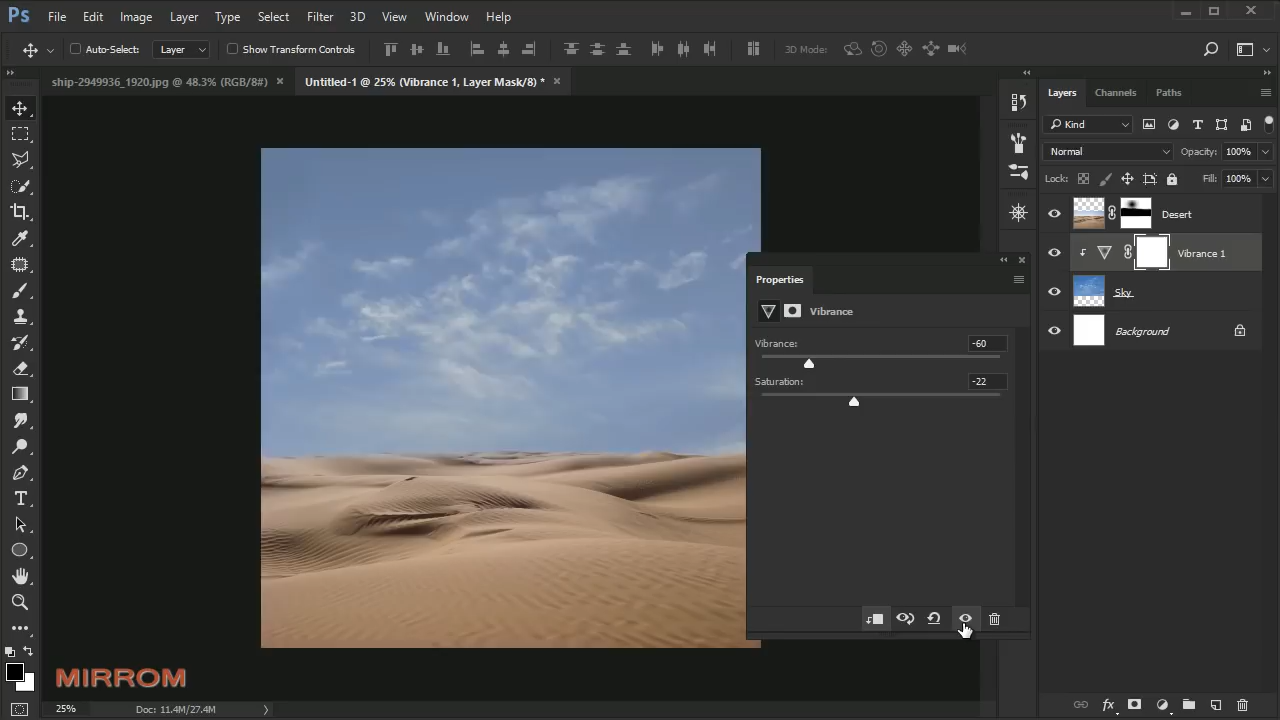 Ps File Edit Image Layer Type Select Filter 3D View Window Help
Auto-Select: Layer Show Transform Controls 3D Mode:
ship-2949936_1920.jpg @ 48.3% (RGB/8#) × Untitled-1 @ 25% (Vibrance 1, Layer Mask/8) * ×
Layers Channels Paths
Kind
Normal Opacity: 100%
Lock: Fill: 100%
Desert
Vibrance 1
Sky
Background
Properties
Vibrance
Vibrance: -60
Saturation: -22
MIRROM
25% Doc: 11.4M/27.4M